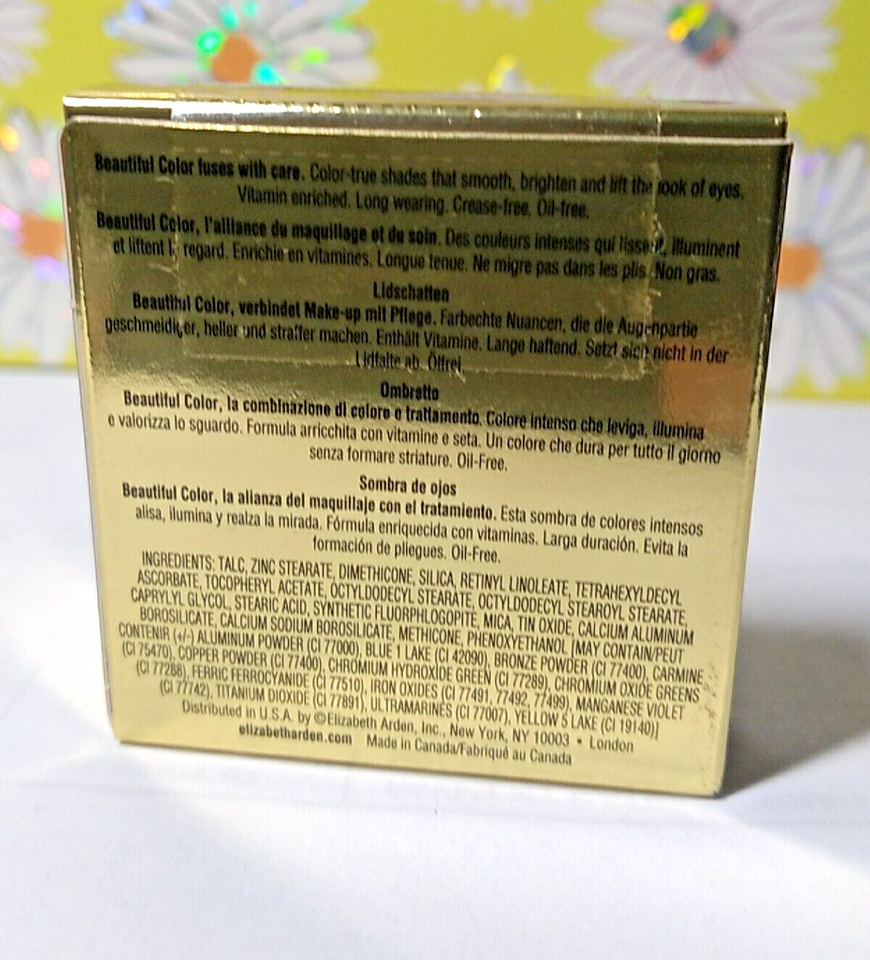 Beautiful Color fuses with care. Color-true shades that smooth, brighten and lift the look of eyes.
Vitamin enriched. Long wearing. Crease-free. Oil-free.
Beautiful Color, l'alliance du maquillage et du soin. Des couleurs intenses qui lissent, illuminent
et liftent le regard. Enrichie en vitamines. Longue tenue. Ne migre pas dans les plis. Non gras.
Lidschatten
Beautiful Color, verbindet Make-up mit Pflege. Farbechte Nuancen, die die Augenpartie
geschmeidiger, heller und straffer machen. Enthält Vitamine. Lange haftend. Setzt sich nicht in der
Lidfalte ab. Ölfrei.
Ombretto
Beautiful Color, la combinazione di colore e trattamento. Colore intenso che leviga, illumina
e valorizza lo sguardo. Formula arricchita con vitamine e seta. Un colore che dura per tutto il giorno
senza formare striature. Oil-Free.
Sombra de ojos
Beautiful Color, la alianza del maquillaje con el tratamiento. Esta sombra de colores intensos
alisa, ilumina y realza la mirada. Fórmula enriquecida con vitaminas. Larga duración. Evita la
formación de pliegues. Oil-Free.
INGREDIENTS: TALC, ZINC STEARATE, DIMETHICONE, SILICA, RETINYL LINOLEATE, TETRAHEXYLDECYL
ASCORBATE, TOCOPHERYL ACETATE, OCTYLDODECYL STEARATE, OCTYLDODECYL STEAROYL STEARATE,
CAPRYLYL GLYCOL, STEARIC ACID, SYNTHETIC FLUORPHLOGOPITE, MICA, TIN OXIDE, CALCIUM ALUMINUM
BOROSILICATE, CALCIUM SODIUM BOROSILICATE, METHICONE, PHENOXYETHANOL [MAY CONTAIN/PEUT
CONTENIR (+/-) ALUMINUM POWDER (CI 77000), BLUE 1 LAKE (CI 42090), BRONZE POWDER (CI 77400), CARMINE
(CI 75470), COPPER POWDER (CI 77400), CHROMIUM HYDROXIDE GREEN (CI 77289), CHROMIUM OXIDE GREENS
(CI 77288), FERRIC FERROCYANIDE (CI 77510), IRON OXIDES (CI 77491, 77492, 77499), MANGANESE VIOLET
(CI 77742), TITANIUM DIOXIDE (CI 77891), ULTRAMARINES (CI 77007), YELLOW 5 LAKE (CI 19140)]
Distributed in U.S.A. by ©Elizabeth Arden, Inc., New York, NY 10003 • London
elizabetharden.com Made in Canada/Fabriqué au Canada